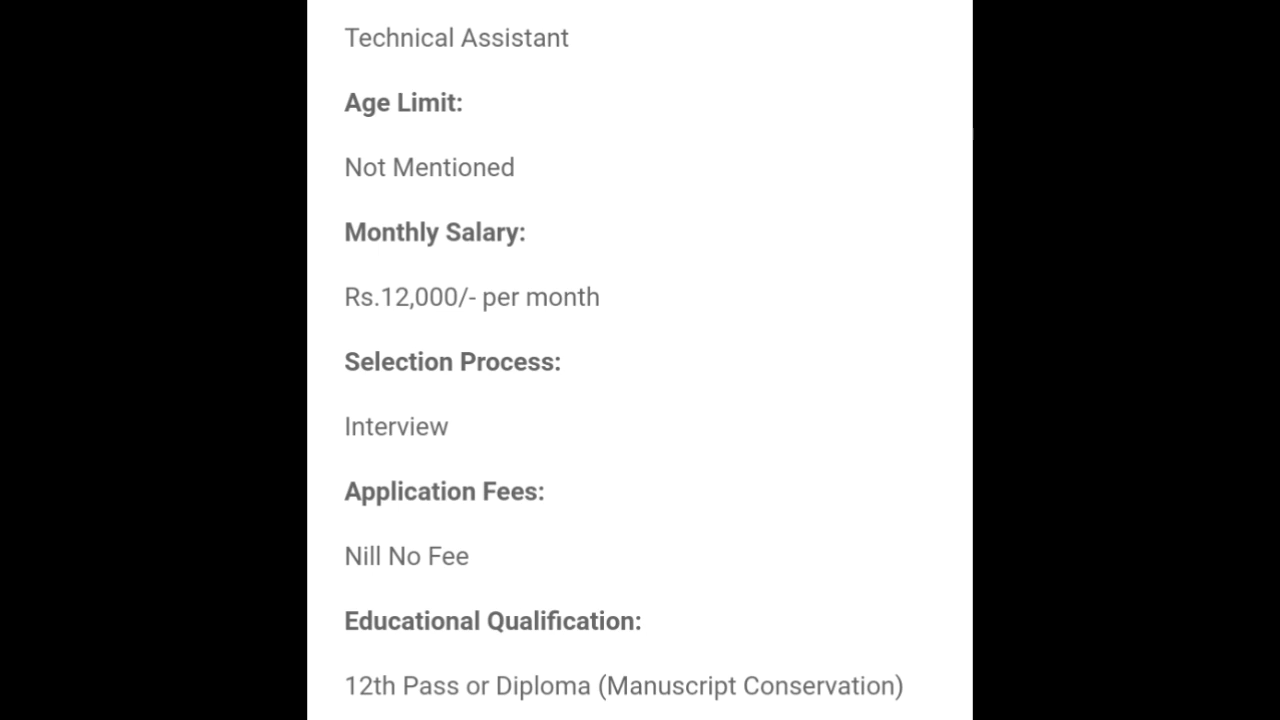 Technical Assistant
Age Limit:
Not Mentioned
Monthly Salary:
Rs.12,000/- per month
Selection Process:
Interview
Application Fees:
Nill No Fee
Educational Qualification:
12th Pass or Diploma (Manuscript Conservation)